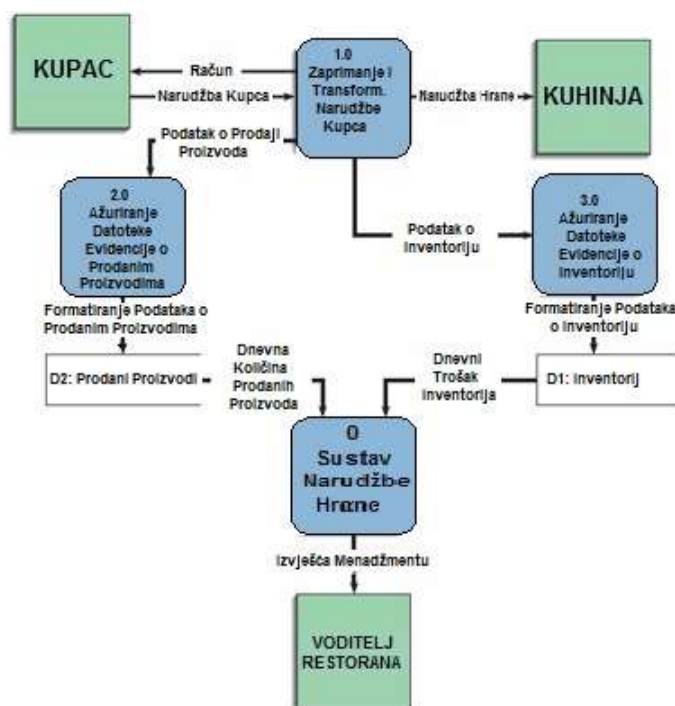 KUPAC
Račun
Narudžba Kupca
1.0
Zaprimanje i
Transform.
Narudžbe
Kupca
Narudžba Hrane
KUHINJA
Podatak o Prodaji
Proizvoda
2.0
Ažuriranje
Datoteke
Evidencije o
Prodanim
Proizvodima
Podatak o
Inventoriju
3.0
Ažuriranje
Datoteke
Evidencije o
Inventoriju
Formatiranje Podataka o
Prodanim Proizvodima
Formatiranje Podataka
o Inventoriju
D2: Prodani Proizvodi
Dnevna
Količina
Prodanih
Proizvoda
Dnevni
Trošak
Inventorija
D1: Inventorij
0
Sustav
Narudžbe
Hrane
Izvješća Menadžmentu
VODITELJ
RESTORANA